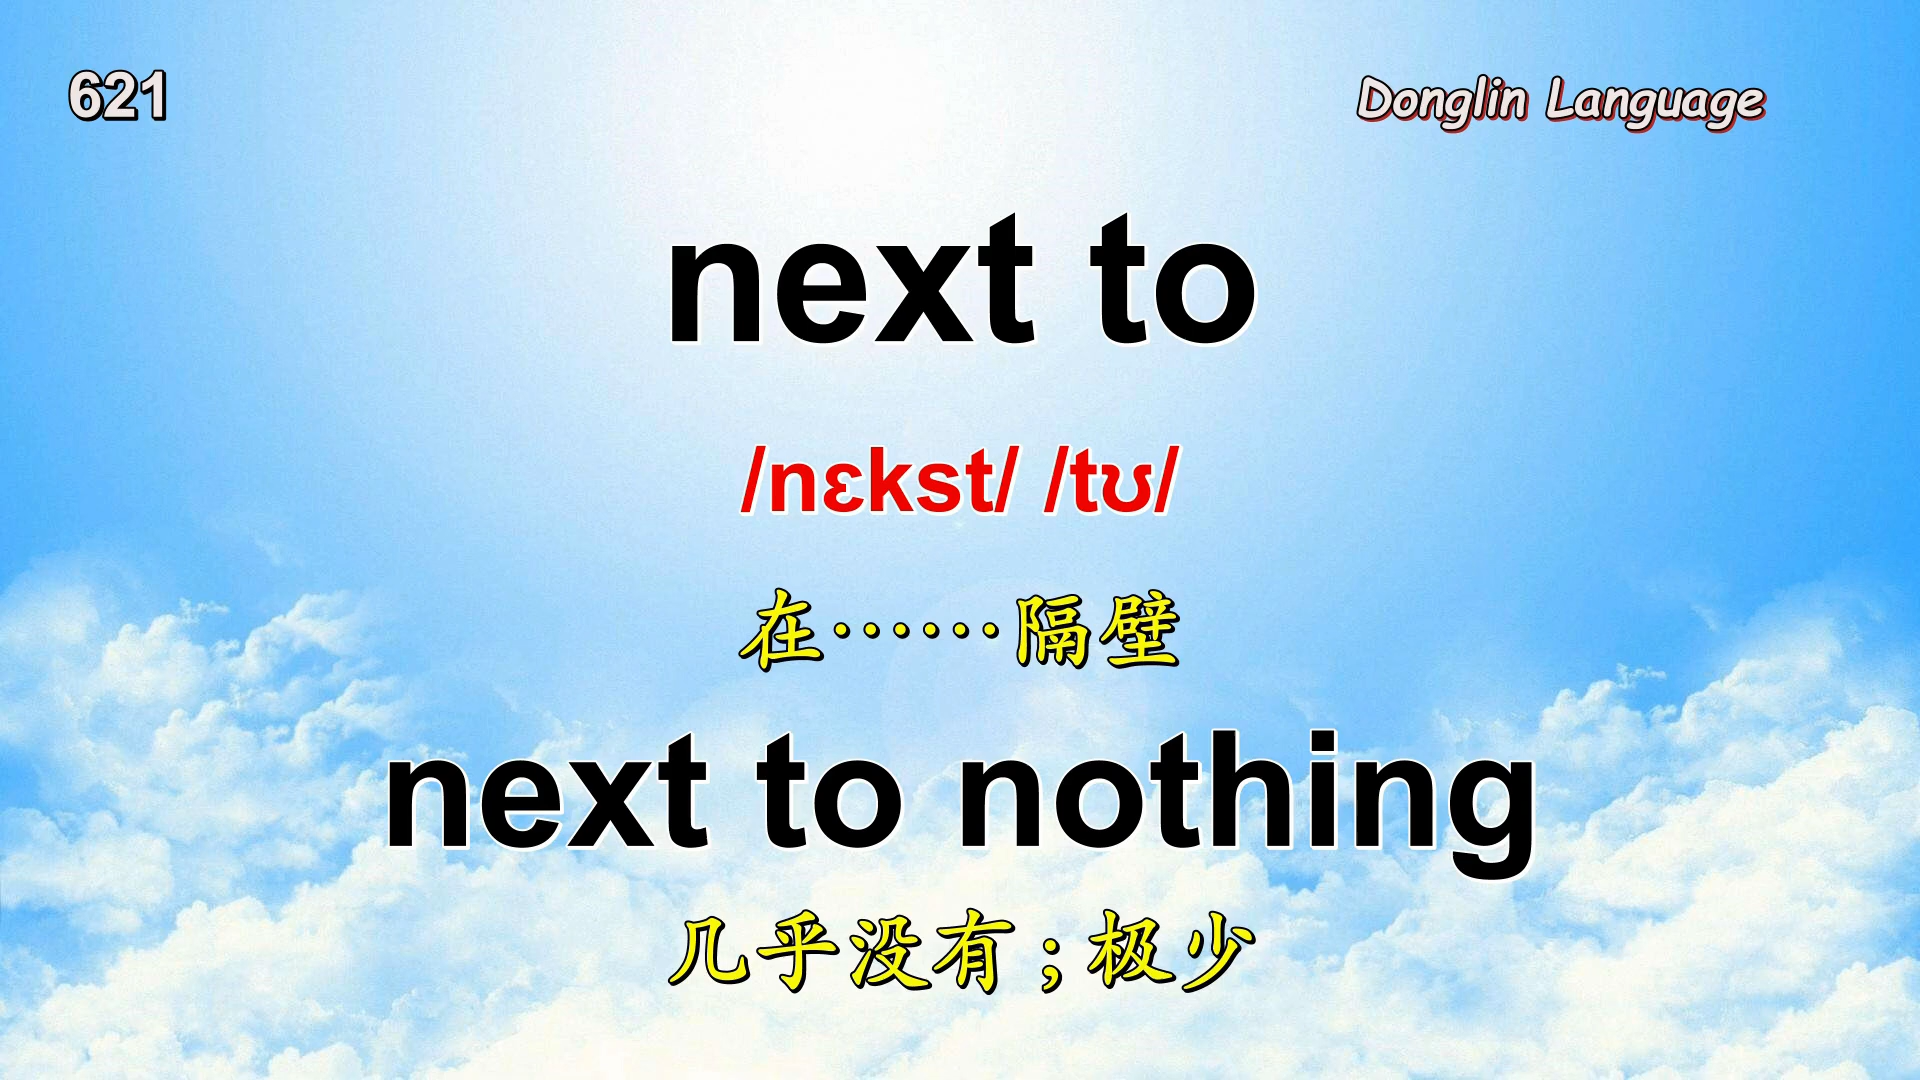 621
Donglin Language
next to
/nɛkst/ /tʊ/
在……隔壁
next to nothing
几乎没有；极少